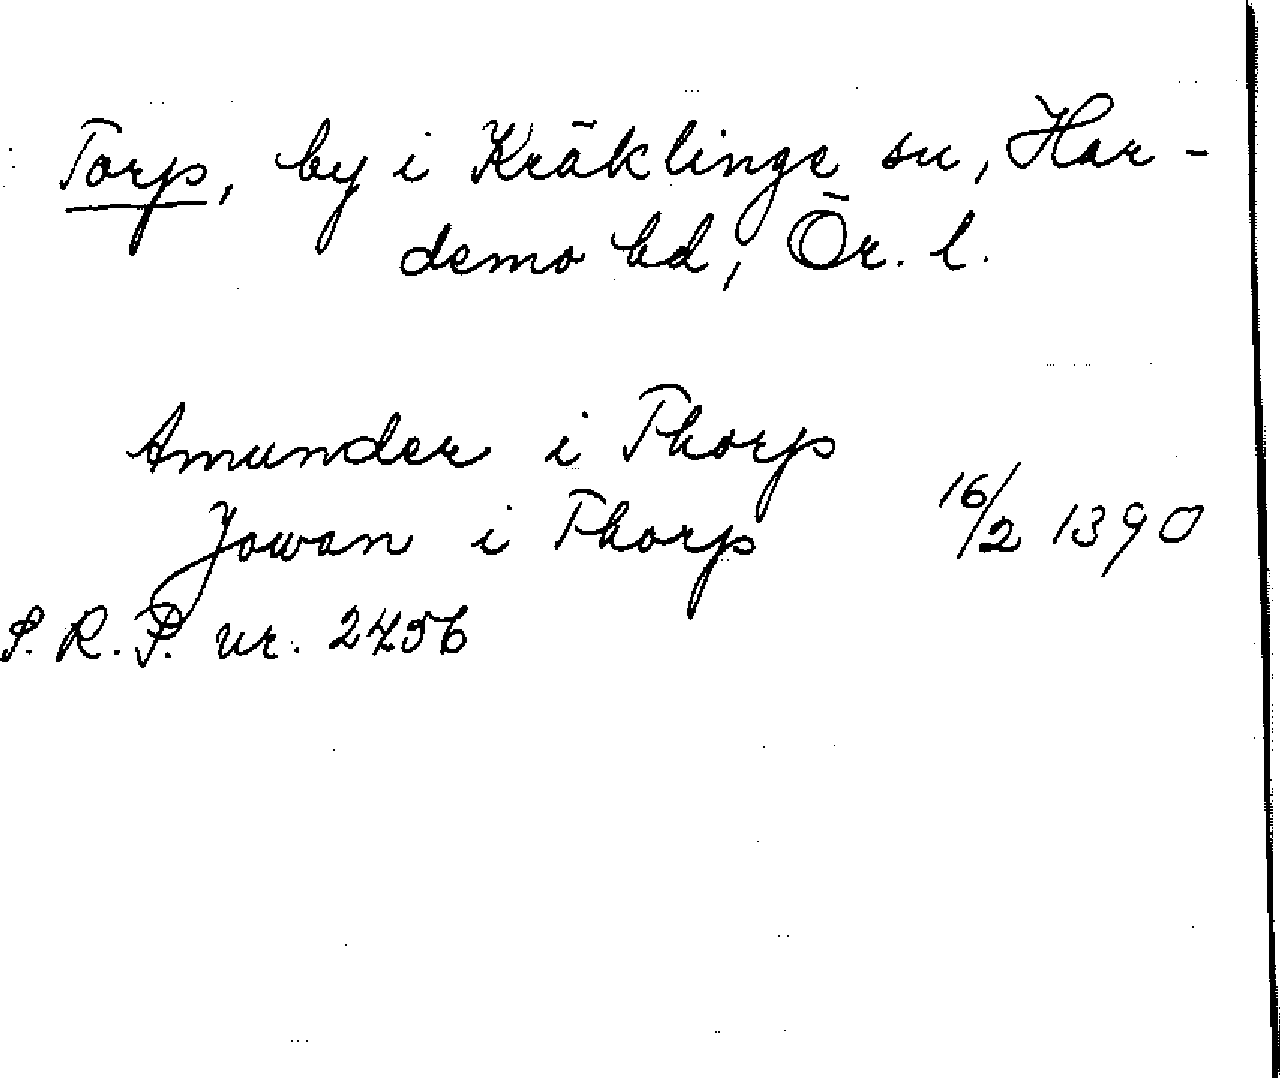 Torp, by i Kräklinge sn, Har-
demo hd, Ör. l.
Amunder i Thorp
Jowan i Thorp 16/2 1390
S. R. P. nr. 2456